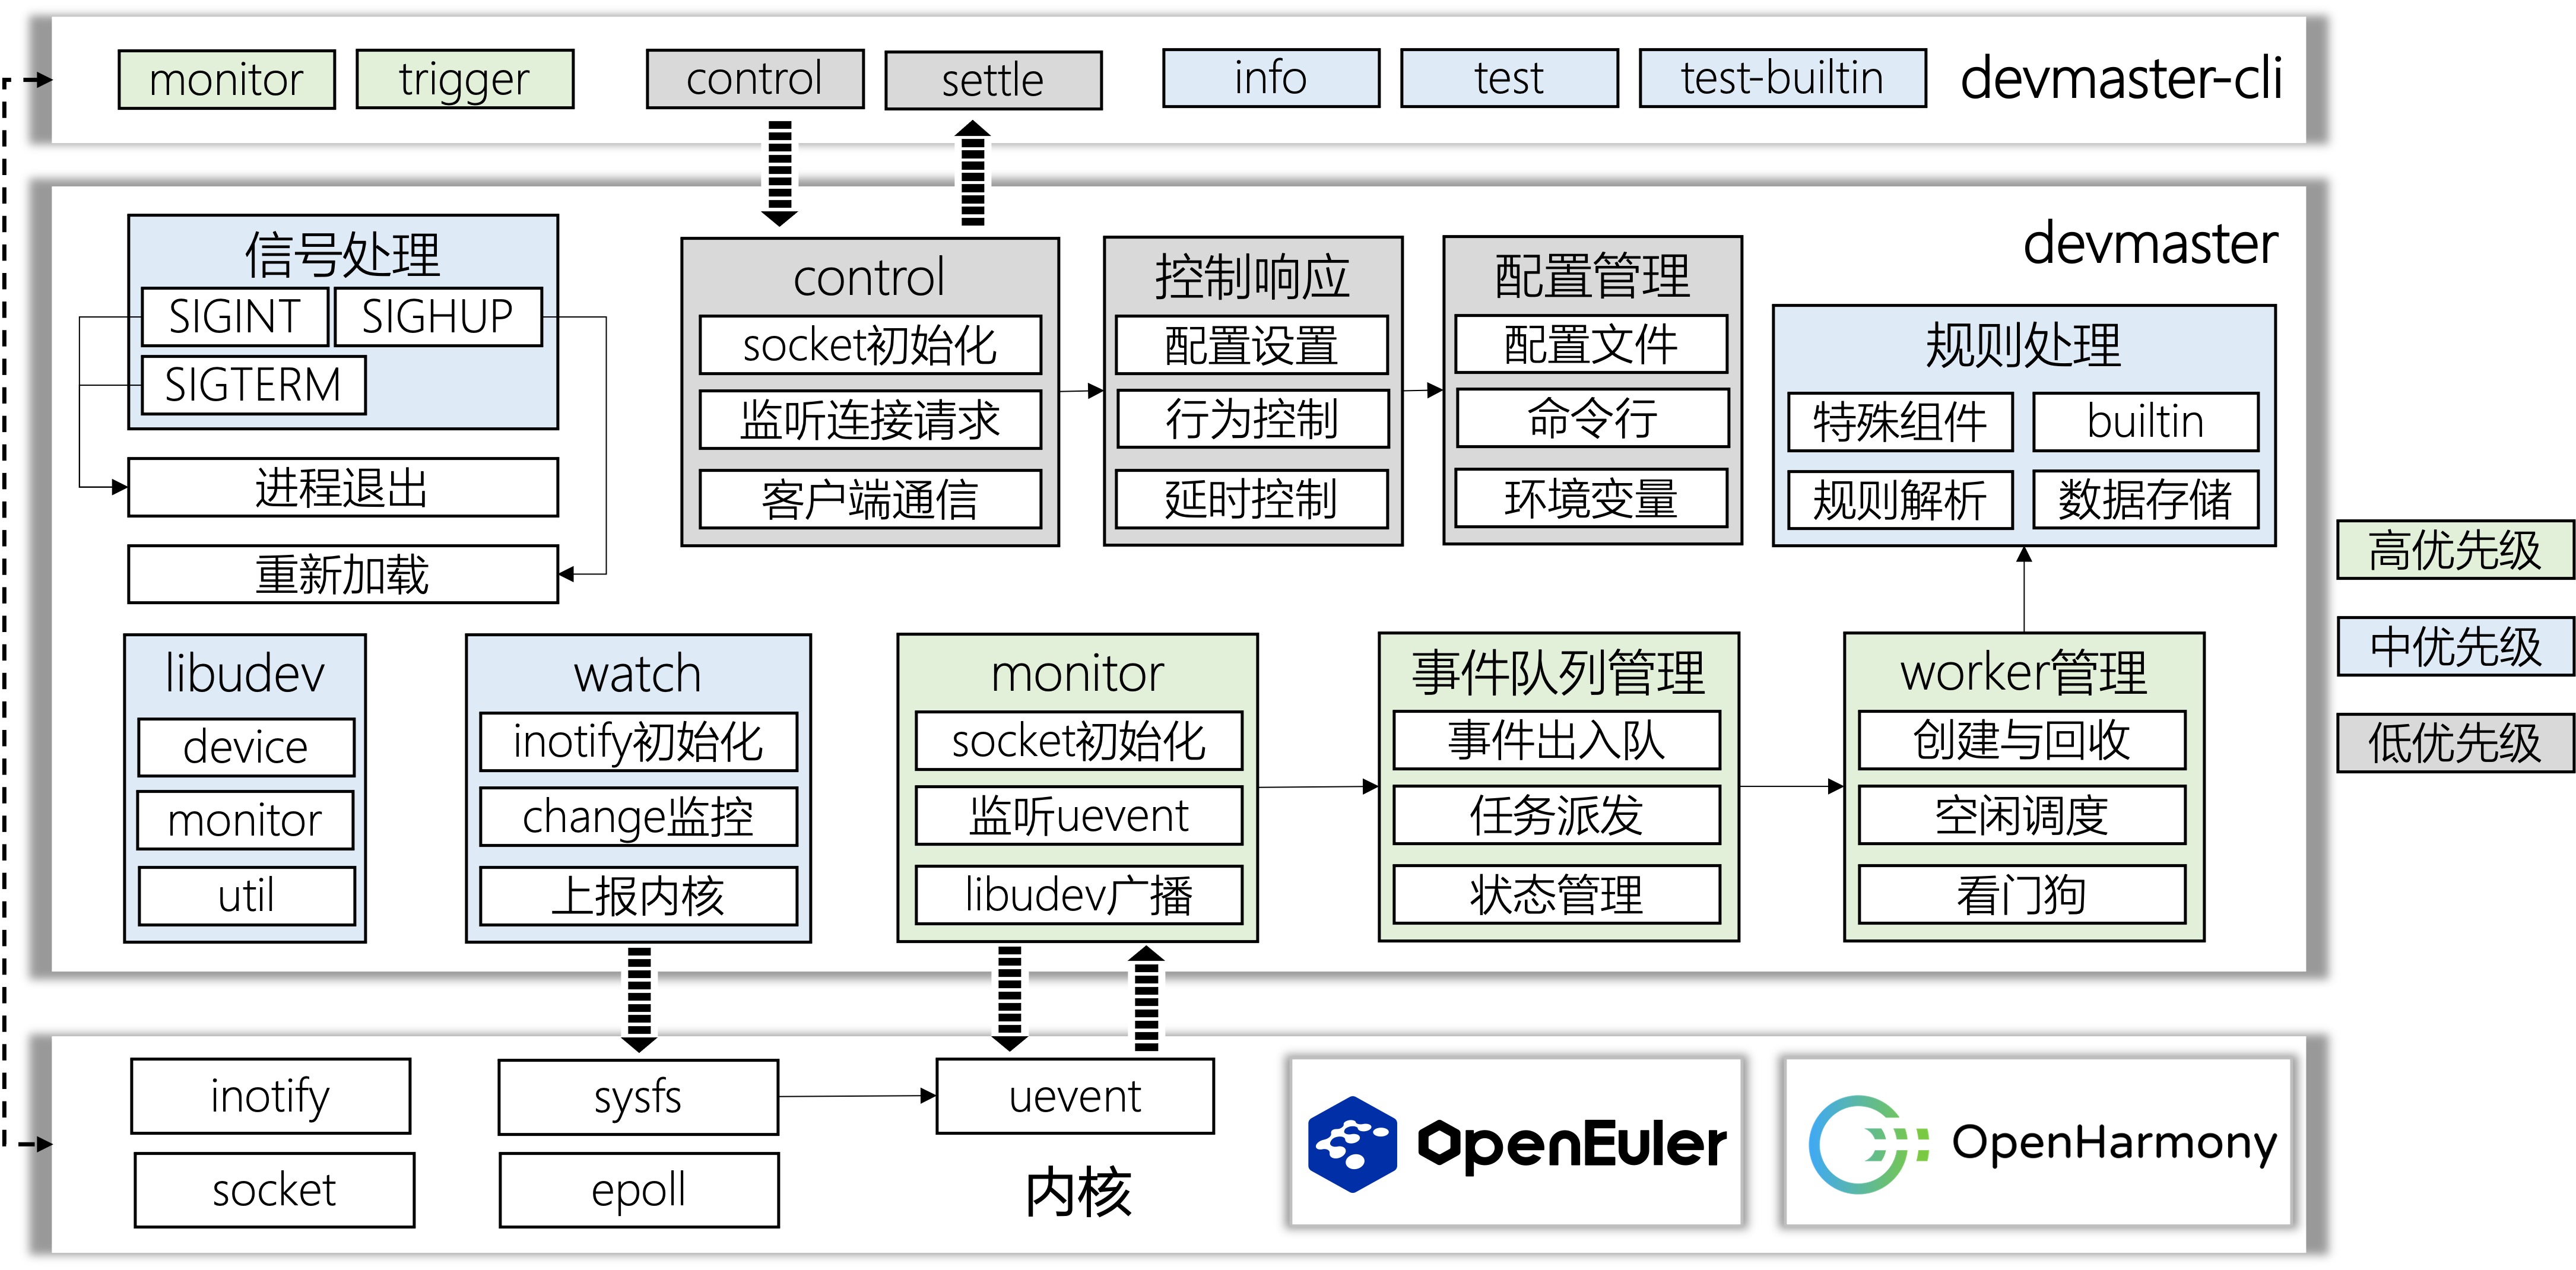 monitor
trigger
control
settle
info
test
test-builtin
devmaster-cli
devmaster
信号处理
SIGINT
SIGHUP
SIGTERM
进程退出
重新加载
control
socket初始化
监听连接请求
客户端通信
控制响应
配置设置
行为控制
延时控制
配置管理
配置文件
命令行
环境变量
规则处理
特殊组件
builtin
规则解析
数据存储
高优先级
中优先级
低优先级
libudev
device
monitor
util
watch
inotify初始化
change监控
上报内核
monitor
socket初始化
监听uevent
libudev广播
事件队列管理
事件出入队
任务派发
状态管理
worker管理
创建与回收
空闲调度
看门狗
inotify
sysfs
uevent
socket
epoll
内核
OpenEuler
OpenHarmony